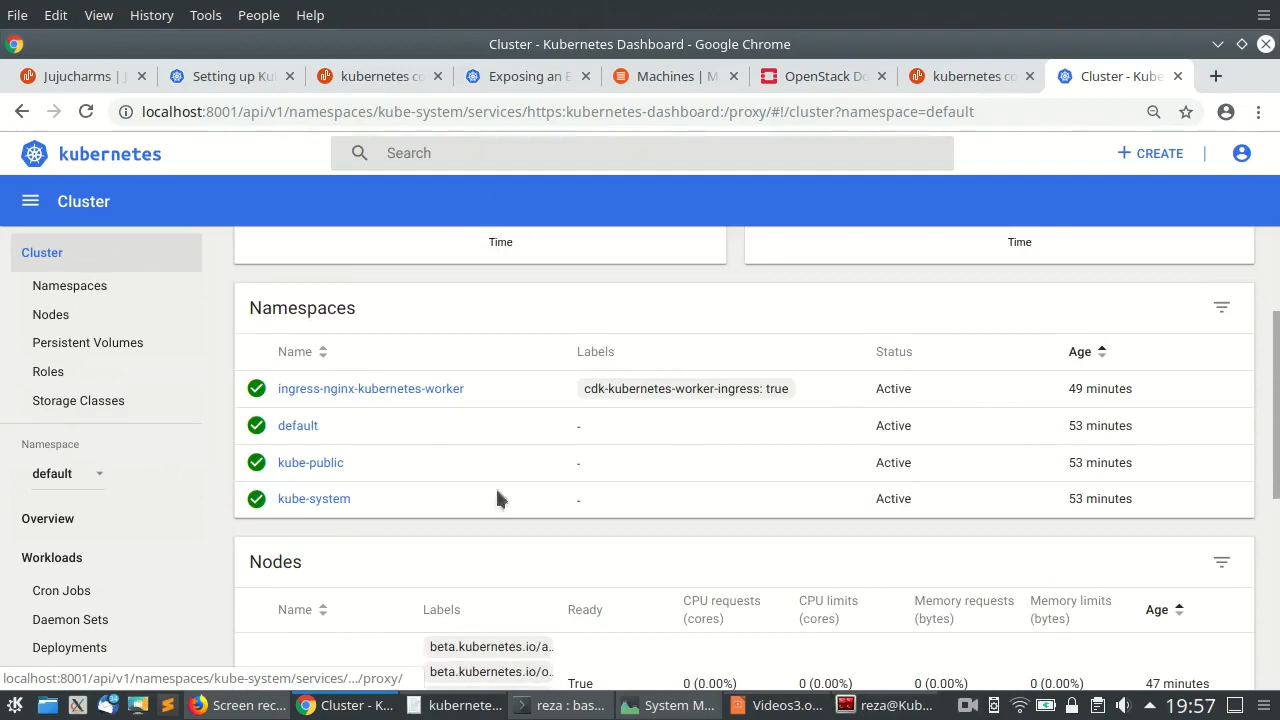 File Edit View History Tools People Help
Cluster - Kubernetes Dashboard - Google Chrome
Jujucharms | J Setting up Ku kubernetes co Exposing an E Machines | M OpenStack Do kubernetes co Cluster - Kube
localhost:8001/api/v1/namespaces/kube-system/services/https:kubernetes-dashboard:/proxy/#!/cluster?namespace=default
kubernetes Search + CREATE
Cluster
Cluster
Namespaces
Nodes
Persistent Volumes
Roles
Storage Classes
Namespace
default
Overview
Workloads
Cron Jobs
Daemon Sets
Deployments
Time Time
Namespaces
Name Labels Status Age
ingress-nginx-kubernetes-worker cdk-kubernetes-worker-ingress: true Active 49 minutes
default - Active 53 minutes
kube-public - Active 53 minutes
kube-system - Active 53 minutes
Nodes
Name Labels Ready CPU requests (cores) CPU limits (cores) Memory requests (bytes) Memory limits (bytes) Age
beta.kubernetes.io/a..
beta.kubernetes.io/o..
True 0 (0.00%) 0 (0.00%) 0 (0.00%) 0 (0.00%) 47 minutes
localhost:8001/api/v1/namespaces/kube-system/services/.../proxy/
Screen rec... Cluster - K... kubernete... reza : bas... System M... Videos3.o... reza@Kub... 19:57